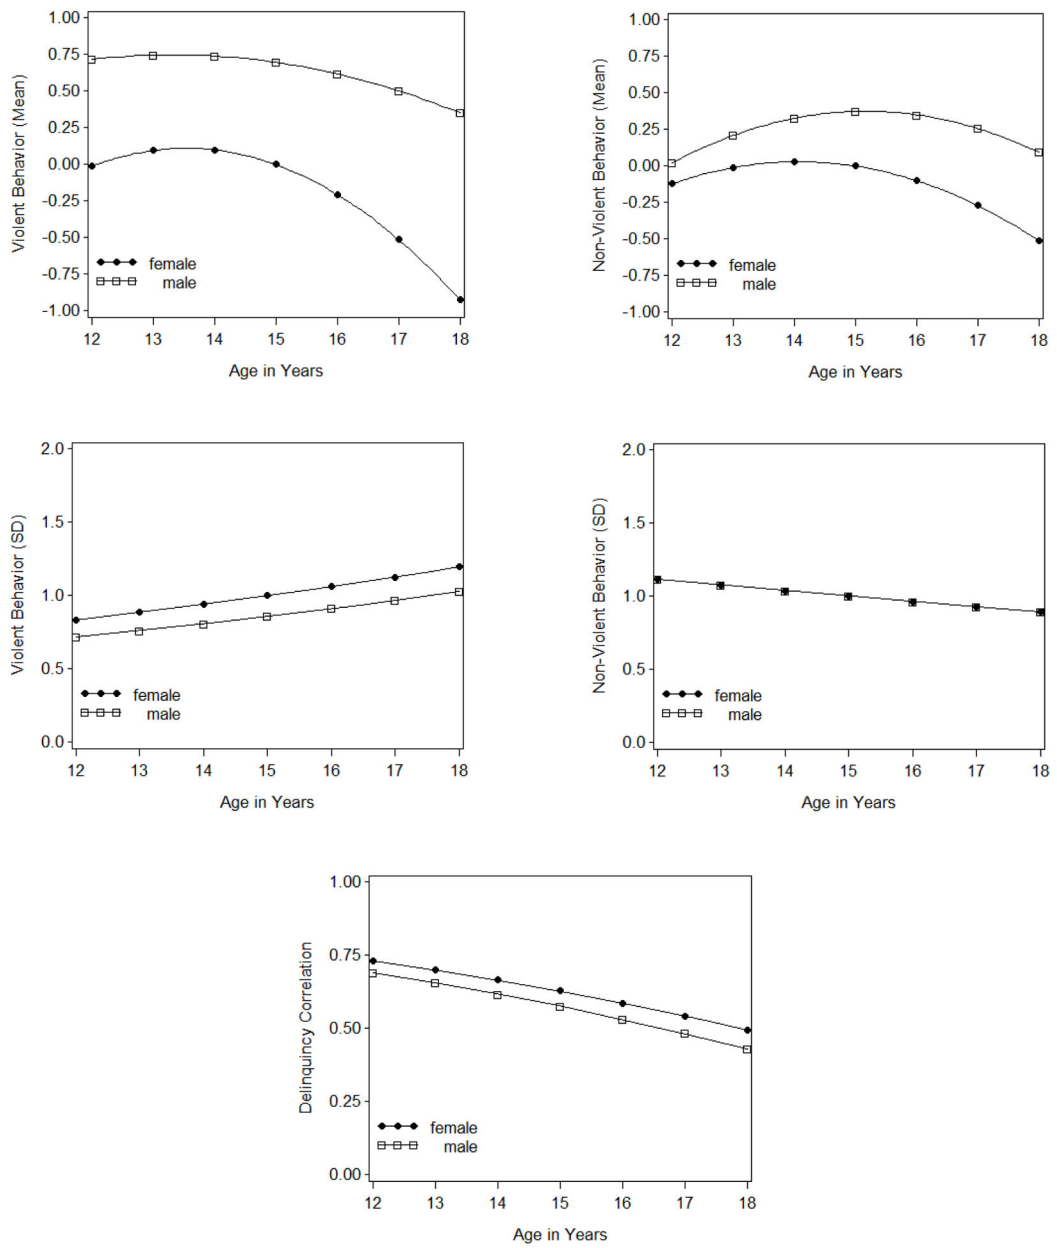 Violent Behavior (Mean)
1.00
0.75
0.50
0.25
0.00
-0.25
-0.50
-0.75
-1.00
female
male
12 13 14 15 16 17 18
Age in Years
Non-Violent Behavior (Mean)
1.00
0.75
0.50
0.25
0.00
-0.25
-0.50
-0.75
-1.00
female
male
12 13 14 15 16 17 18
Age in Years
Violent Behavior (SD)
2.0
1.5
1.0
0.5
0.0
female
male
12 13 14 15 16 17 18
Age in Years
Non-Violent Behavior (SD)
2.0
1.5
1.0
0.5
0.0
female
male
12 13 14 15 16 17 18
Age in Years
Delinquincy Correlation
1.00
0.75
0.50
0.25
0.00
female
male
12 13 14 15 16 17 18
Age in Years